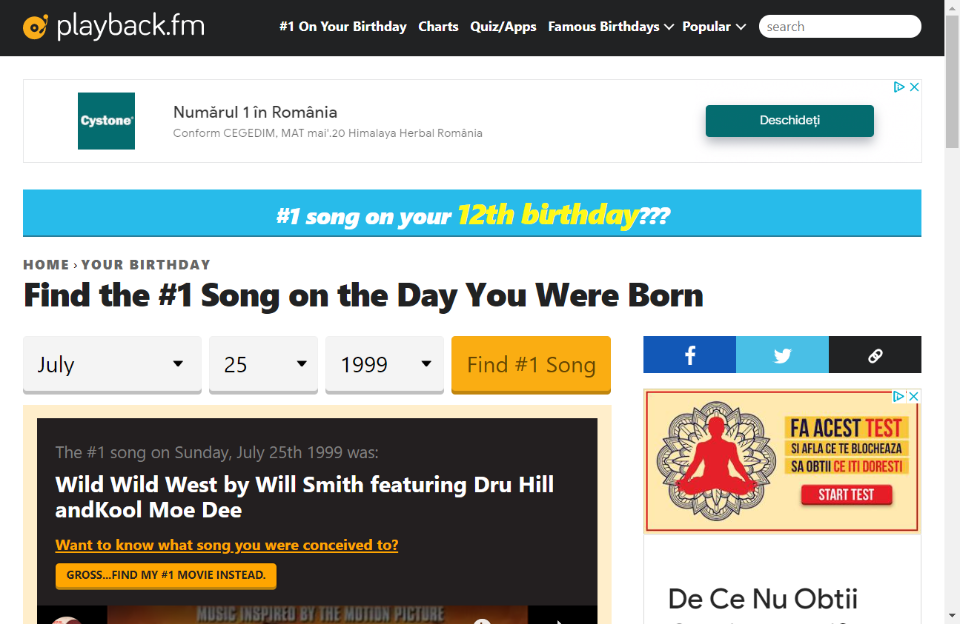 playback.fm
#1 On Your Birthday Charts Quiz/Apps Famous Birthdays Popular search
Cystone
Numărul 1 în România
Conform CEGEDIM, MAT mai'.20 Himalaya Herbal România
Deschideți
#1 song on your 12th birthday???
HOME › YOUR BIRTHDAY
Find the #1 Song on the Day You Were Born
July 25 1999 Find #1 Song
The #1 song on Sunday, July 25th 1999 was:
Wild Wild West by Will Smith featuring Dru Hill
andKool Moe Dee
Want to know what song you were conceived to?
GROSS...FIND MY #1 MOVIE INSTEAD.
MUSIC INSPIRED BY THE MOTION PICTURE
FA ACEST TEST
SI AFLA CE TE BLOCHEAZA
SA OBTII CE ITI DORESTI
START TEST
De Ce Nu Obtii